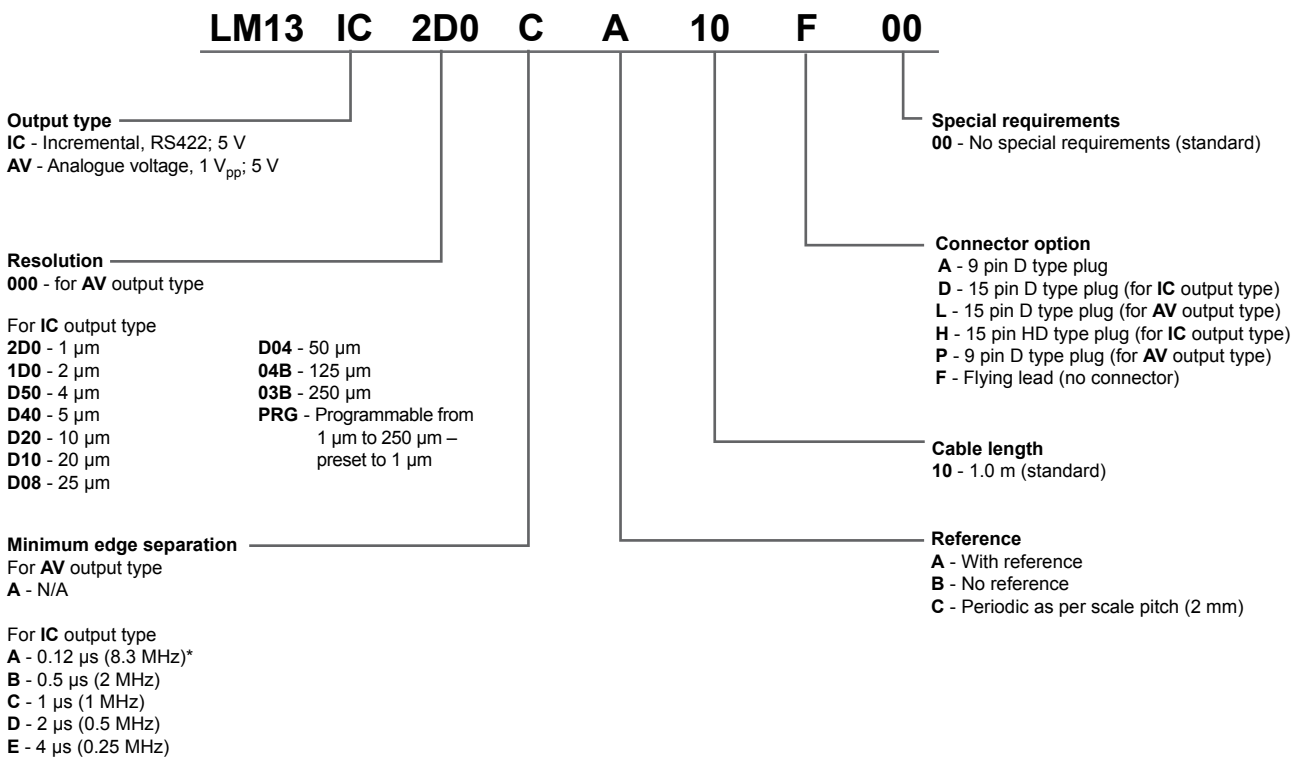 LM13 IC 2D0 C A 10 F 00
Output type
IC - Incremental, RS422; 5 V
AV - Analogue voltage, 1 Vpp; 5 V
Resolution
000 - for AV output type
For IC output type
2D0 - 1 µm
1D0 - 2 µm
D50 - 4 µm
D40 - 5 µm
D20 - 10 µm
D10 - 20 µm
D08 - 25 µm
D04 - 50 µm
04B - 125 µm
03B - 250 µm
PRG - Programmable from
1 µm to 250 µm –
preset to 1 µm
Minimum edge separation
For AV output type
A - N/A
For IC output type
A - 0.12 µs (8.3 MHz)*
B - 0.5 µs (2 MHz)
C - 1 µs (1 MHz)
D - 2 µs (0.5 MHz)
E - 4 µs (0.25 MHz)
Special requirements
00 - No special requirements (standard)
Connector option
A - 9 pin D type plug
D - 15 pin D type plug (for IC output type)
L - 15 pin D type plug (for AV output type)
H - 15 pin HD type plug (for IC output type)
P - 9 pin D type plug (for AV output type)
F - Flying lead (no connector)
Cable length
10 - 1.0 m (standard)
Reference
A - With reference
B - No reference
C - Periodic as per scale pitch (2 mm)